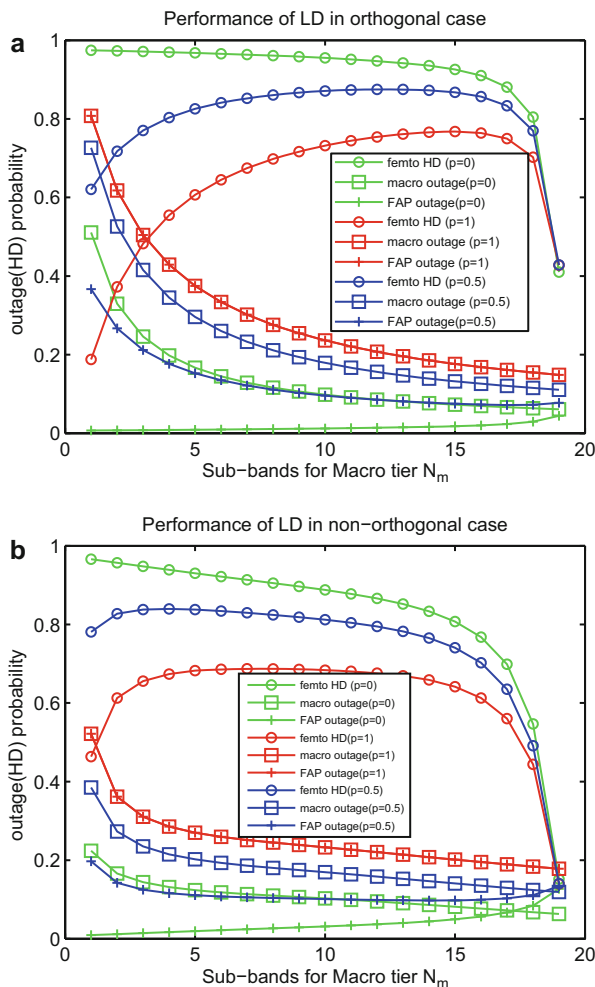 Performance of LD in orthogonal case
a
1
0.8
0.6
0.4
0.2
0
outage(HD) probability
femto HD (p=0)
macro outage (p=0)
FAP outage(p=0)
femto HD (p=1)
macro outage (p=1)
FAP outage (p=1)
femto HD (p=0.5)
macro outage (p=0.5)
FAP outage(p=0.5)
0 5 10 15 20
Sub-bands for Macro tier N_m
Performance of LD in non-orthogonal case
b
1
0.8
0.6
0.4
0.2
0
outage(HD) probability
femto HD (p=0)
macro outage (p=0)
FAP outage(p=0)
femto HD(p=1)
macro outage(p=1)
FAP outage(p=1)
femto HD(p=0.5)
macro outage(p=0.5)
FAP outage(p=0.5)
0 5 10 15 20
Sub-bands for Macro tier N_m